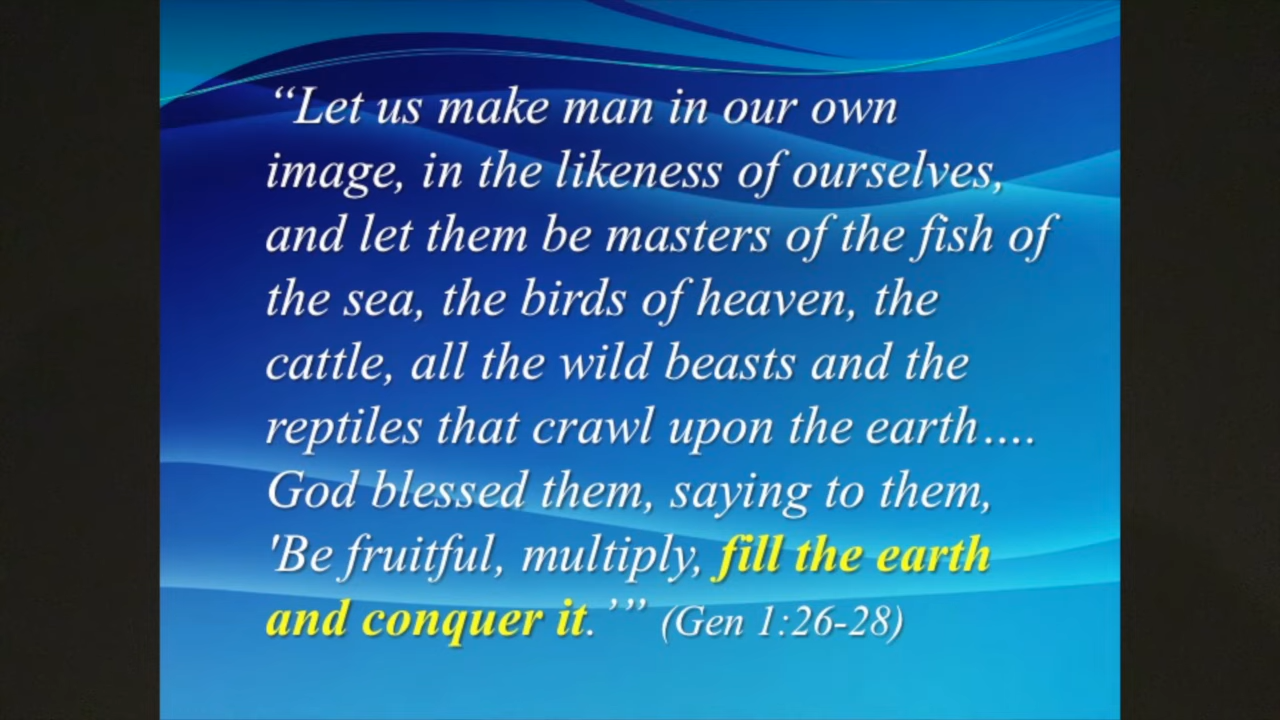 “Let us make man in our own
image, in the likeness of ourselves,
and let them be masters of the fish of
the sea, the birds of heaven, the
cattle, all the wild beasts and the
reptiles that crawl upon the earth….
God blessed them, saying to them,
'Be fruitful, multiply, fill the earth
and conquer it.’” (Gen 1:26-28)